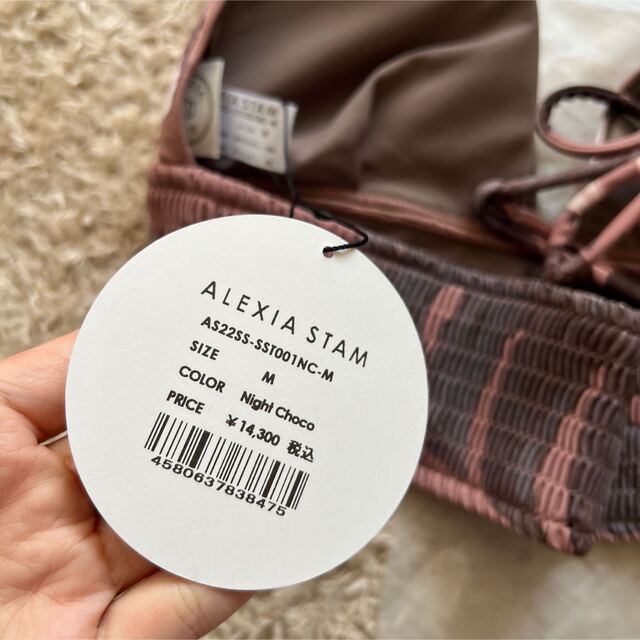 ALEXIA STAM
AS22SS-SST001NC-M
SIZE M
COLOR Night Choco
PRICE ￥14,300 税込
4580637838475